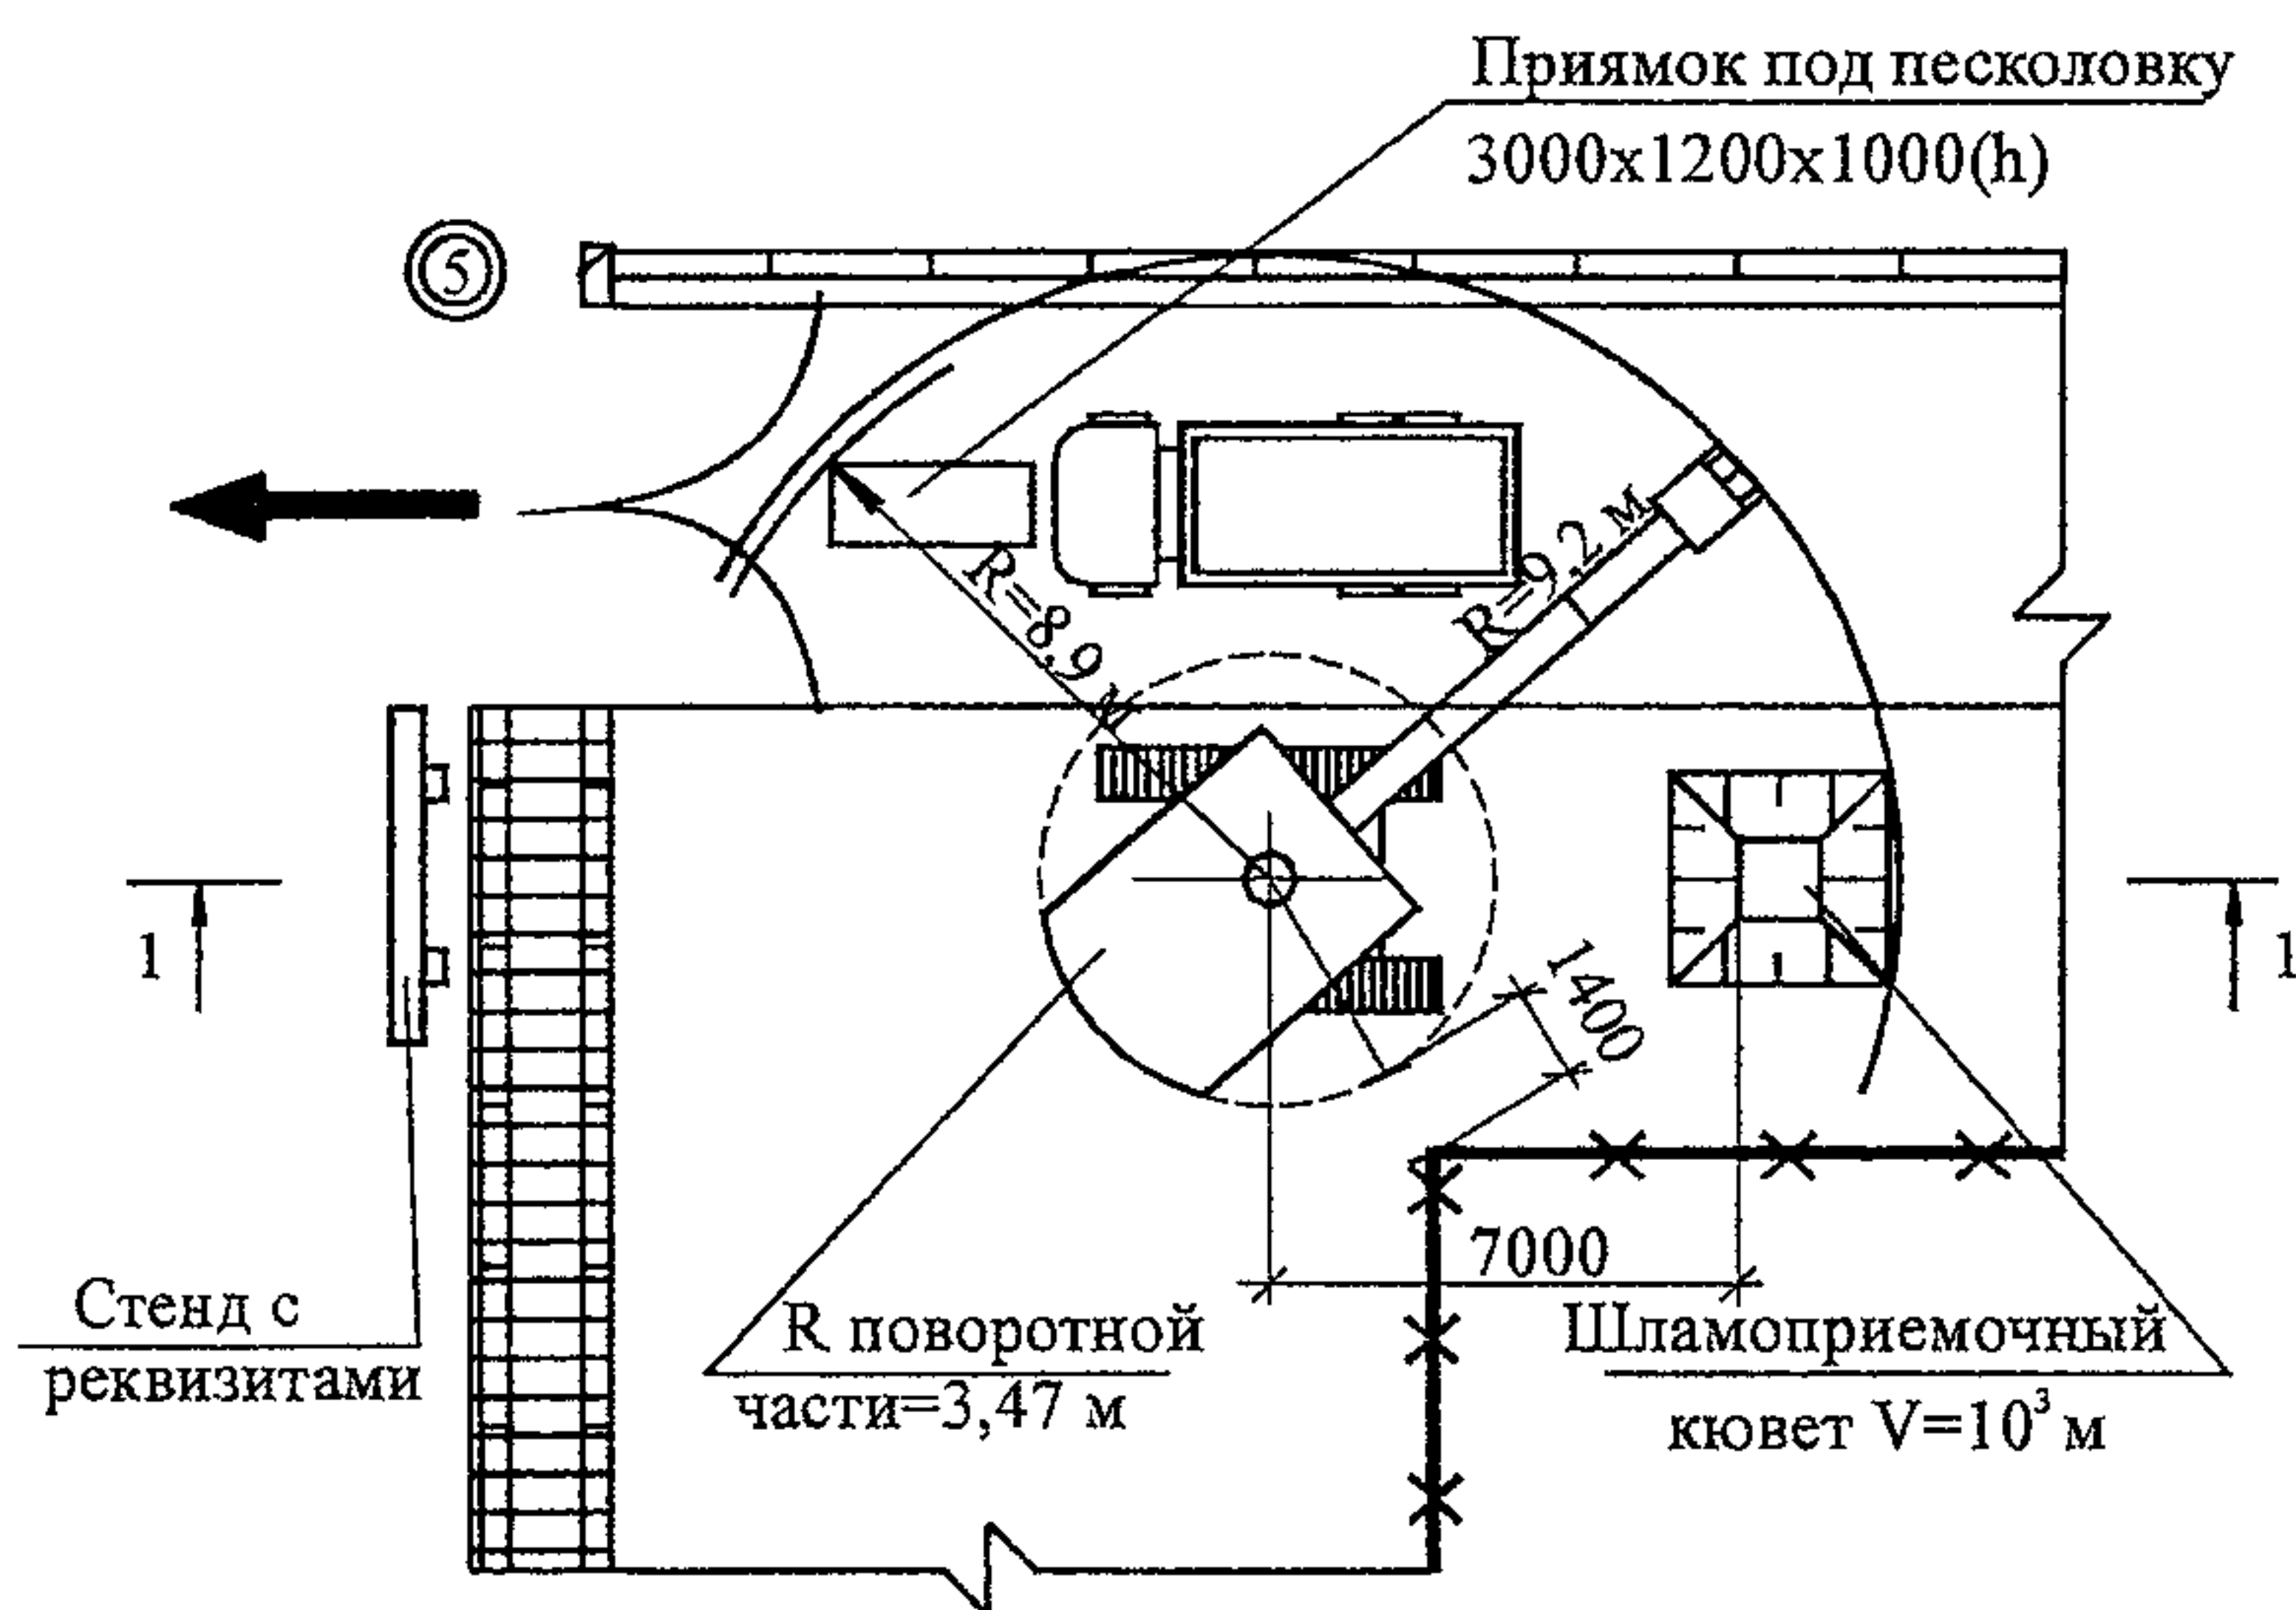 Приямок под песколовку
3000х1200х1000(h)
5
R=8,9 м
R=9,2 м
1400
1
1
7000
Стенд с
реквизитами
R поворотной
части=3,47 м
Шламоприемочный
кювет V=10³ м